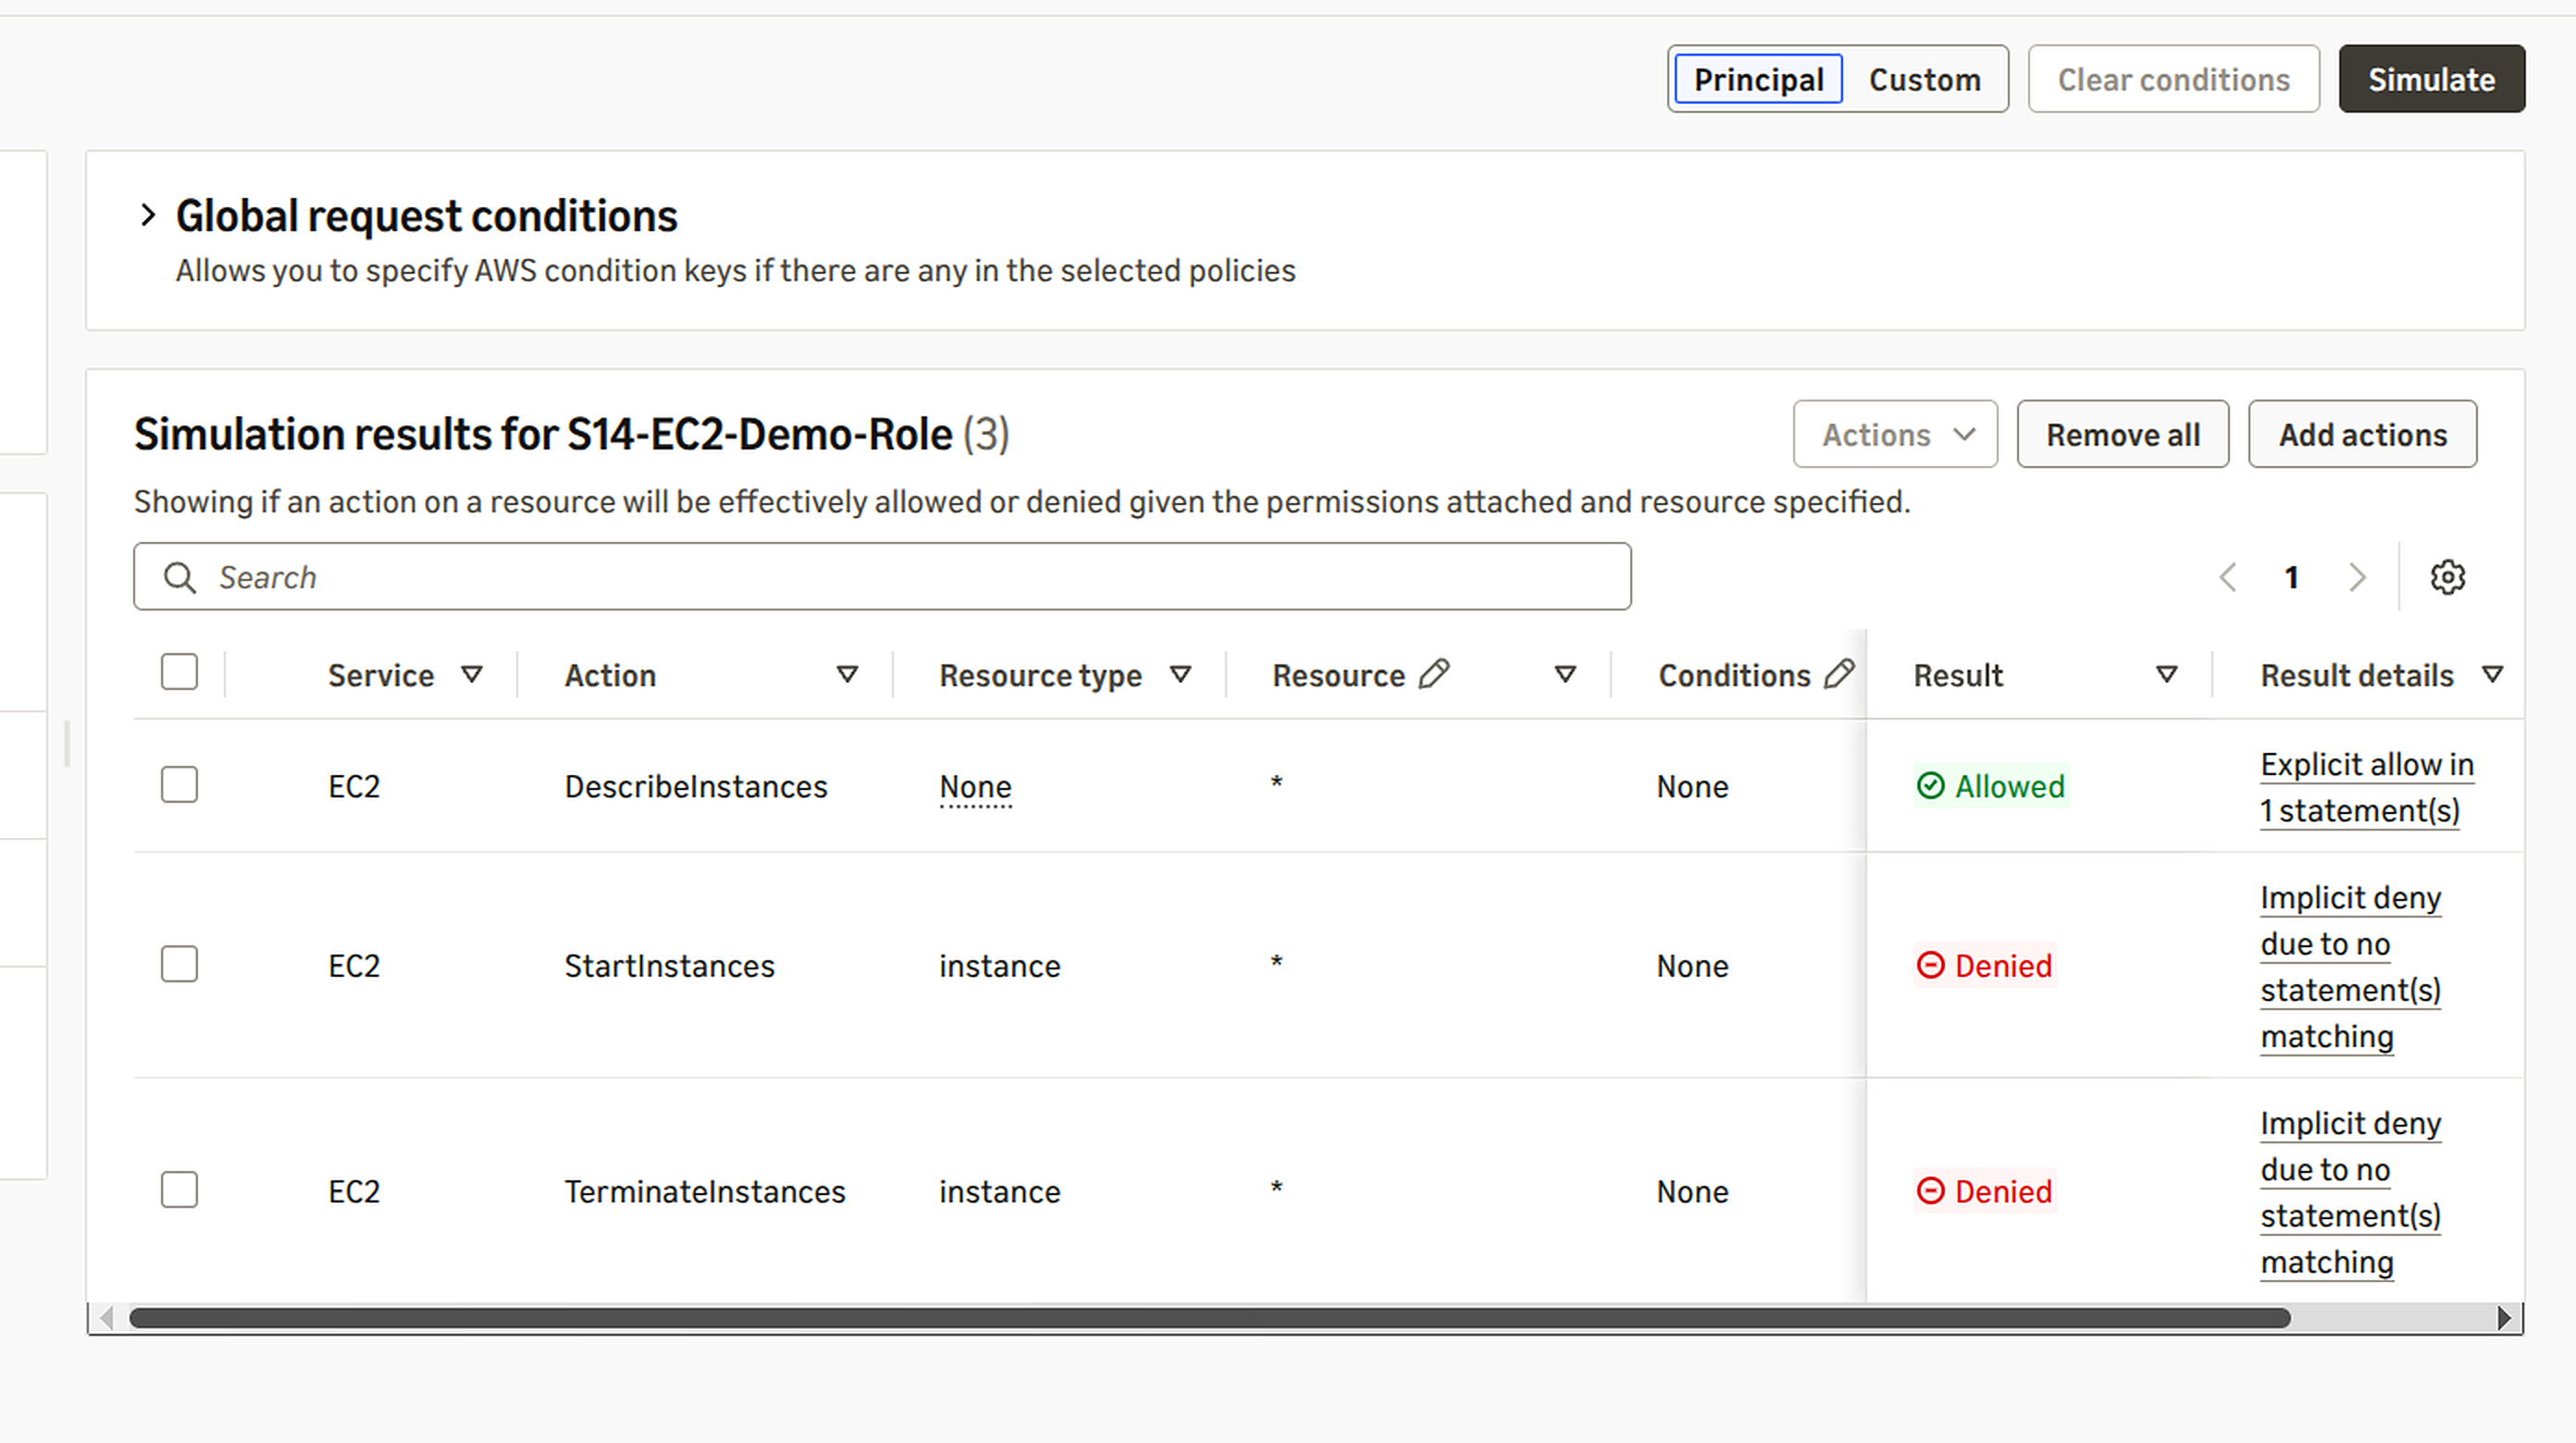 Principal Custom Clear conditions Simulate
Global request conditions
Allows you to specify AWS condition keys if there are any in the selected policies
Simulation results for S14-EC2-Demo-Role (3) Actions Remove all Add actions
Showing if an action on a resource will be effectively allowed or denied given the permissions attached and resource specified.
Search 1
Service Action Resource type Resource Conditions Result Result details
EC2 DescribeInstances None * None Allowed Explicit allow in
1 statement(s)
EC2 StartInstances instance * None Denied Implicit deny
due to no
statement(s)
matching
EC2 TerminateInstances instance * None Denied Implicit deny
due to no
statement(s)
matching